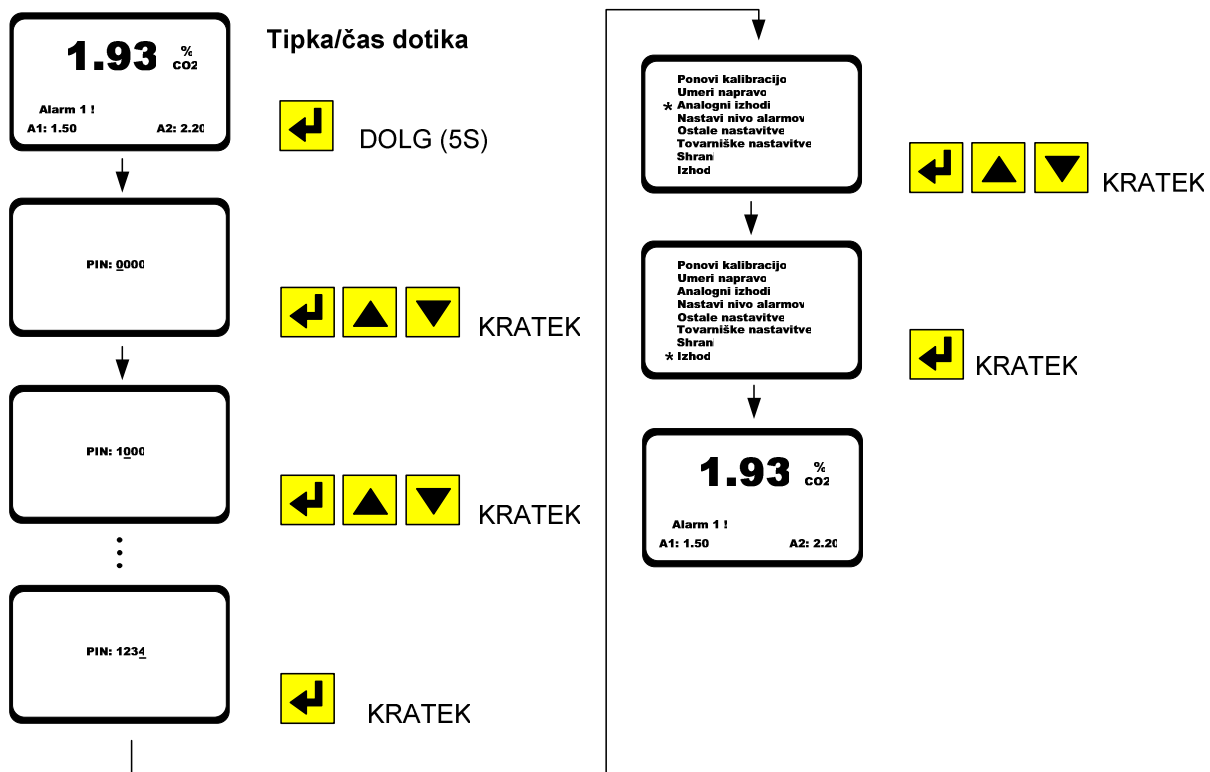 Tipka/čas dotika
1.93 %
CO2
Alarm 1 !
A1: 1.50 A2: 2.20
DOLG (5S)
PIN: 0000
KRATEK
PIN: 1000
KRATEK
PIN: 1234
KRATEK
Ponovi kalibracijo
Umeri napravo
* Analogni izhodi
Nastavi nivo alarmov
Ostale nastavitve
Tovarniške nastavitve
Shrani
Izhod
KRATEK
Ponovi kalibracijo
Umeri napravo
Analogni izhodi
Nastavi nivo alarmov
Ostale nastavitve
Tovarniške nastavitve
Shrani
* Izhod
KRATEK
1.93 %
CO2
Alarm 1 !
A1: 1.50 A2: 2.20